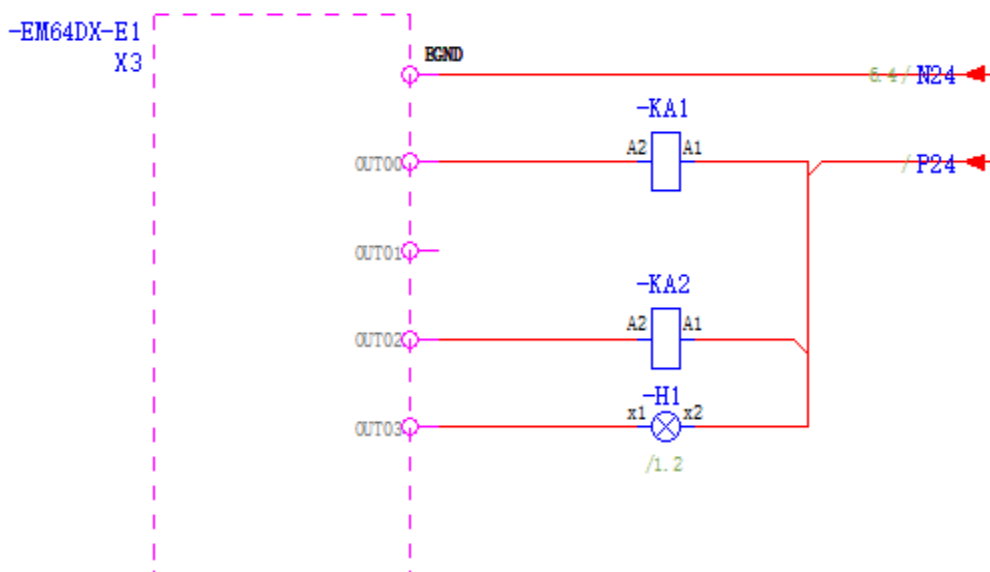 -EM64DX-E1
X3
EGND
6.4/ N24
-KA1
OUT00 A2 A1 / P24
OUT01
-KA2
OUT02 A2 A1
-H1
OUT03 x1 x2
/1.2